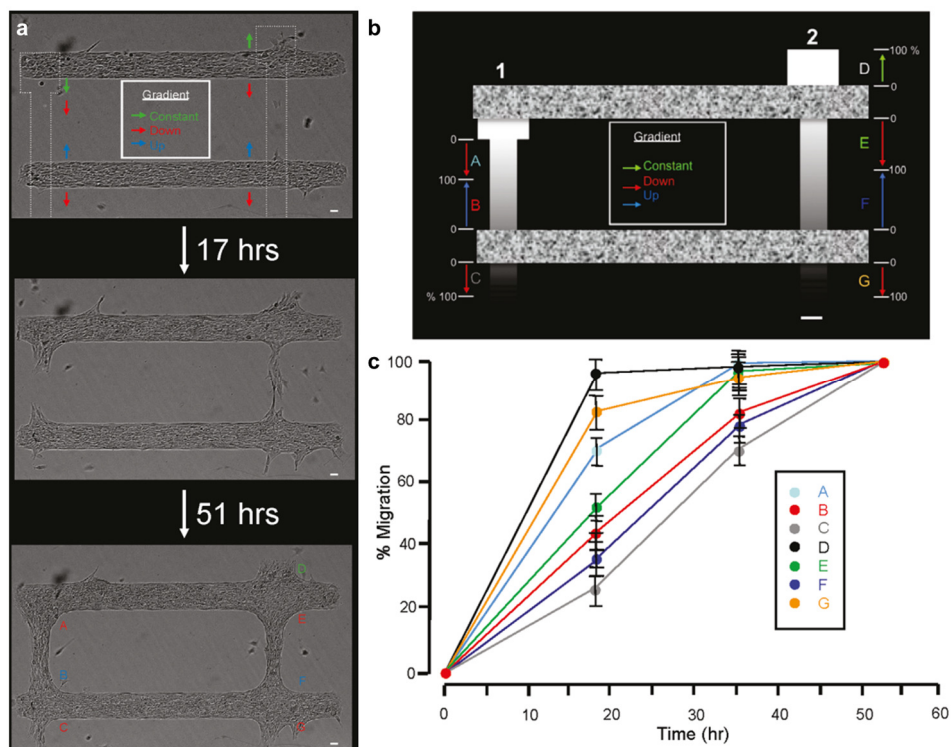 a
Gradient
Constant
Down
Up
17 hrs
51 hrs
D
A
E
B
F
C
b
1
2
100 %
D
0
0
A
100
B
0
0
C
% 100
Gradient
Constant
Down
Up
0
E
100
F
0
0
G
100
c
100
80
60
40
20
0
% Migration
0
10
20
30
40
50
60
Time (hr)
A
B
C
D
E
F
G